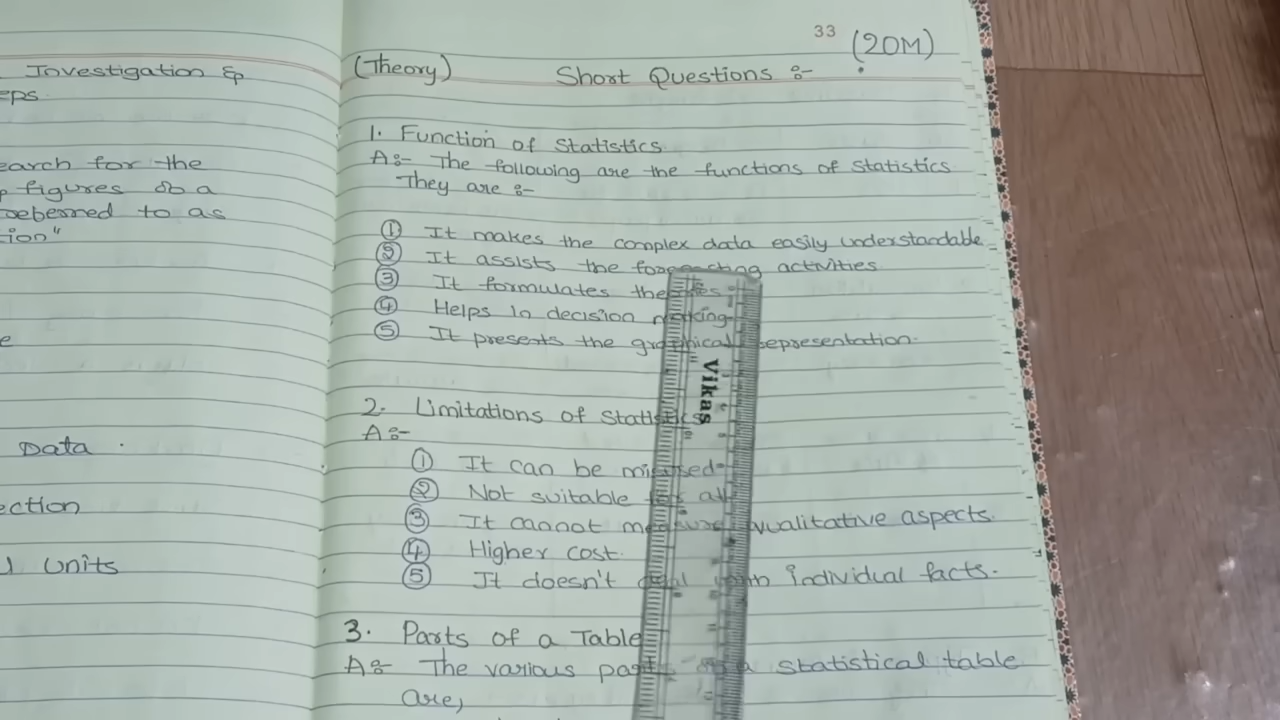 Investigation &
eps
earch for the
figures or a
referred to as
ion"
e
Data
ection
Units
33
(20M)
(Theory) Short Questions :-
1. Function of Statistics
A:- The following are the functions of Statistics
They are :-
① It makes the complex data easily understandable
② It assists the forecasting activities
③ It formulates the
④ Helps in decision making
⑤ It presents the graphical representation.
2. Limitations of Statistics
A:-
① It can be misused
② Not suitable for all
③ It cannot measure qualitative aspects.
④ Higher cost.
⑤ It doesn't deal with individual facts.
3. Parts of a Table
A:- The various parts of a statistical table
are,
Vikas